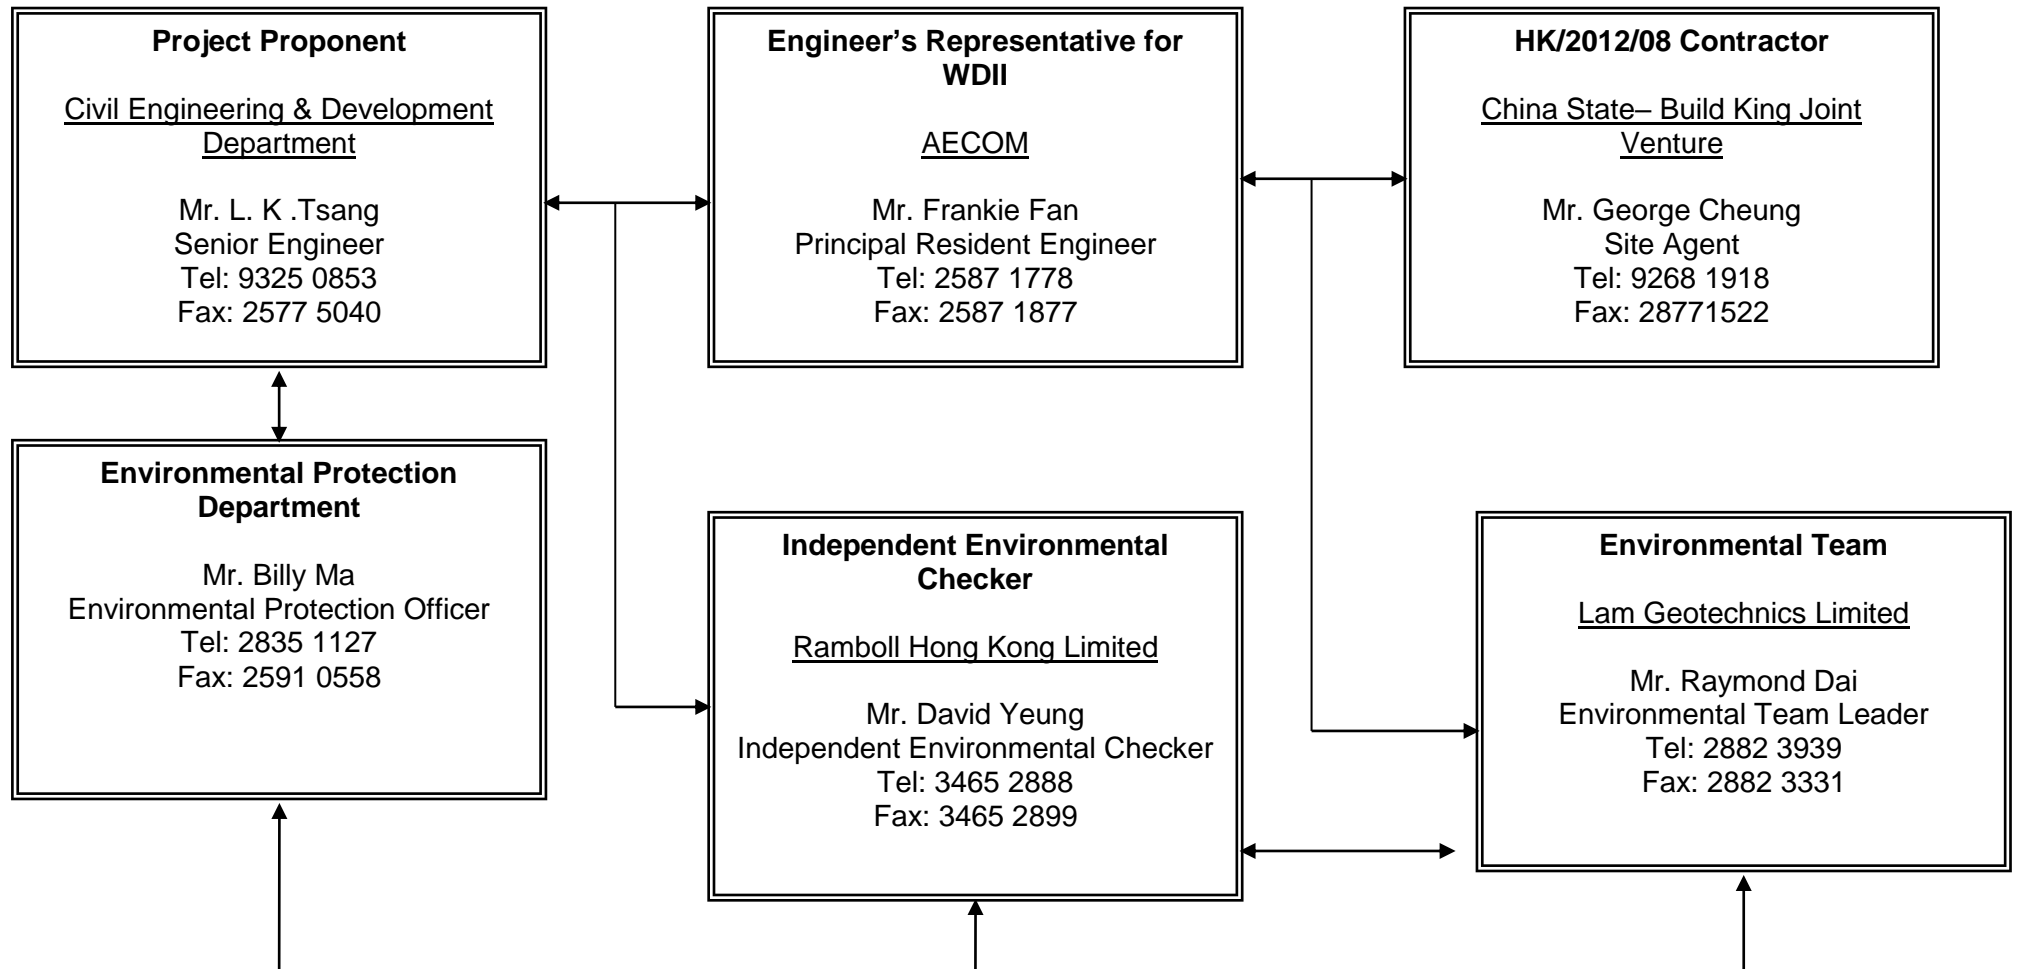 Project Proponent
Civil Engineering & Development
Department
Mr. L. K .Tsang
Senior Engineer
Tel: 9325 0853
Fax: 2577 5040
Engineer’s Representative for
WDII
AECOM
Mr. Frankie Fan
Principal Resident Engineer
Tel: 2587 1778
Fax: 2587 1877
HK/2012/08 Contractor
China State– Build King Joint
Venture
Mr. George Cheung
Site Agent
Tel: 9268 1918
Fax: 28771522
Environmental Protection
Department
Mr. Billy Ma
Environmental Protection Officer
Tel: 2835 1127
Fax: 2591 0558
Independent Environmental
Checker
Ramboll Hong Kong Limited
Mr. David Yeung
Independent Environmental Checker
Tel: 3465 2888
Fax: 3465 2899
Environmental Team
Lam Geotechnics Limited
Mr. Raymond Dai
Environmental Team Leader
Tel: 2882 3939
Fax: 2882 3331